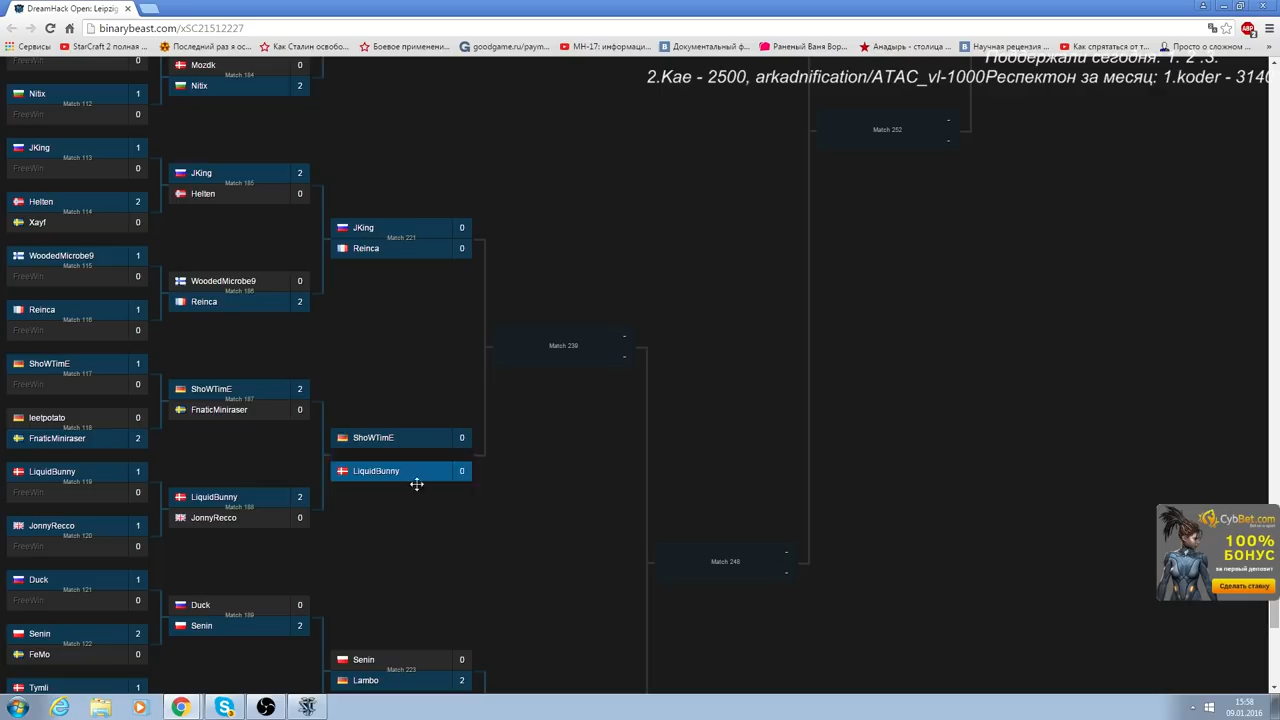 DreamHack Open: Leipzig
binarybeast.com/xSC21512227
Сервисы
StarCraft 2 полная ...
Последний раз я ос...
Как Сталин освобо...
Боевое применени...
goodgame.ru/paym...
МН-17: информаци...
Документальный ф...
Раненый Ваня Вор...
Анадырь - столица ...
Научная рецензия ...
Как спрятаться от т...
Просто о сложном ...
Поддержали сегодня: 1. 2 .3.
2.Kae - 2500, arkadnification/ATAC_vl-1000Респектон за месяц: 1.koder - 3140
FreeWin 0
Nitix 1
Match 112
FreeWin 0
JKing 1
Match 113
FreeWin 0
Helten 2
Match 114
Xayf 0
WoodedMicrobe9 1
Match 115
FreeWin 0
Reinca 1
Match 116
FreeWin 0
ShoWTimE 1
Match 117
FreeWin 0
leetpotato 0
Match 118
FnaticMiniraser 2
LiquidBunny 1
Match 119
FreeWin 0
JonnyRecco 1
Match 120
FreeWin 0
Duck 1
Match 121
FreeWin 0
Senin 2
Match 122
FeMo 0
Tymli 1
Mozdk 0
Match 184
Nitix 2
JKing 2
Match 185
Helten 0
WoodedMicrobe9 0
Match 186
Reinca 2
ShoWTimE 2
Match 187
FnaticMiniraser 0
LiquidBunny 2
Match 188
JonnyRecco 0
Duck 0
Match 189
Senin 2
JKing 0
Match 221
Reinca 0
ShoWTimE 0
LiquidBunny 0
Senin 0
Match 223
Lambo 2
-
Match 239
-
-
Match 248
-
-
Match 252
-
CybBet.com
100%
БОНУС
за первый депозит
Сделать ставку
15:58
09.01.2016